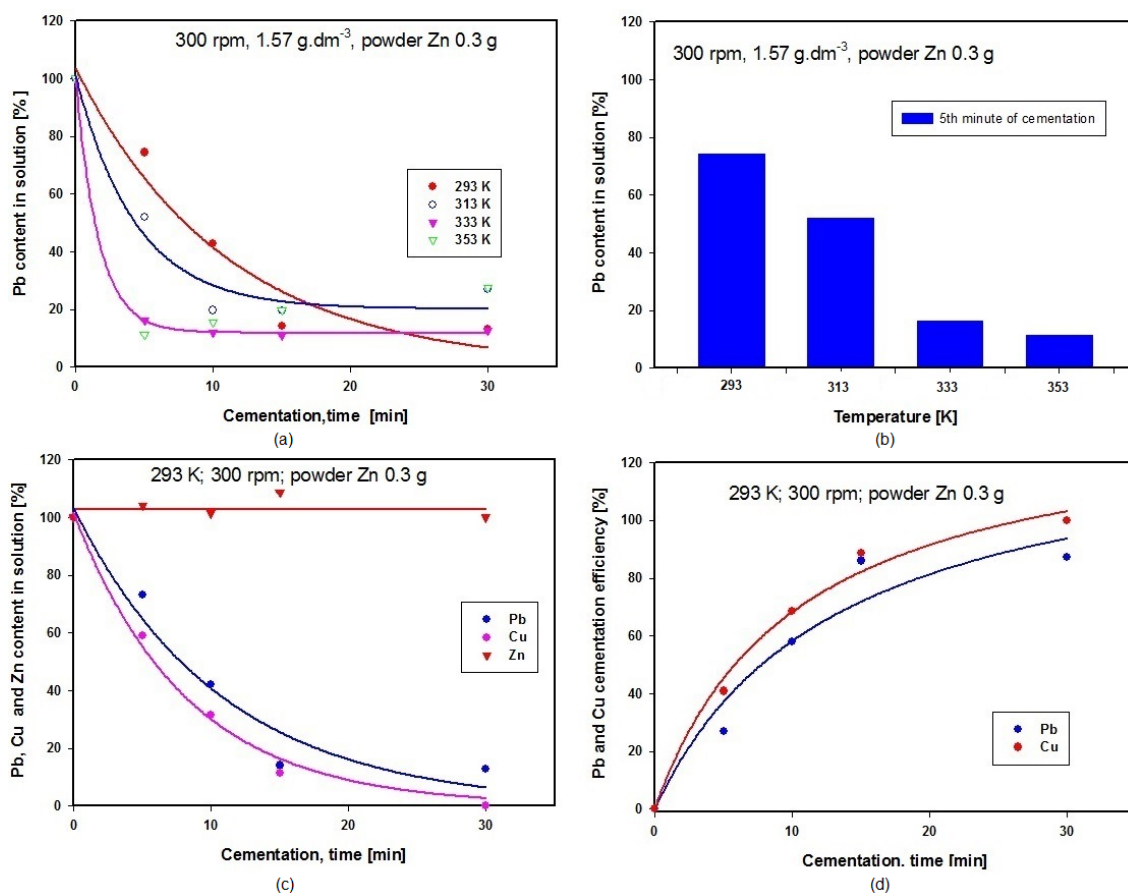 300 rpm, 1.57 g.dm⁻³, powder Zn 0.3 g
Pb content in solution [%]
120
100
80
60
40
20
0
293 K
313 K
333 K
353 K
0 10 20 30
Cementation,time [min]
(a)
300 rpm, 1.57 g.dm⁻³, powder Zn 0.3 g
Pb content in solution [%]
120
100
80
60
40
20
0
5th minute of cementation
293 313 333 353
Temperature [K]
(b)
293 K; 300 rpm; powder Zn 0.3 g
Pb, Cu and Zn content in solution [%]
120
100
80
60
40
20
0
Pb
Cu
Zn
0 10 20 30
Cementation, time [min]
(c)
293 K; 300 rpm; powder Zn 0.3 g
Pb and Cu cementation efficiency [%]
120
100
80
60
40
20
0
Pb
Cu
0 10 20 30
Cementation. time [min]
(d)